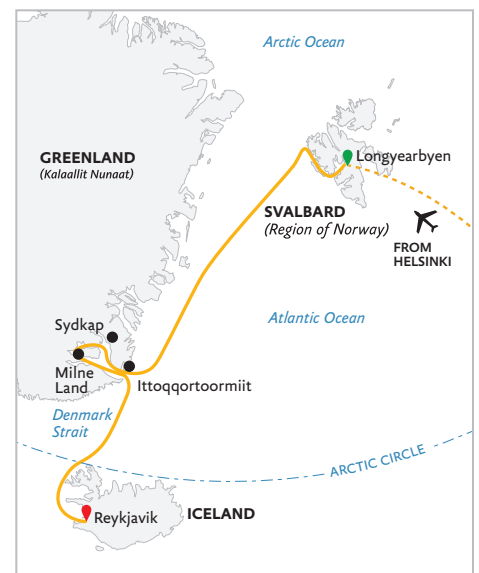 Arctic Ocean
GREENLAND
(Kalaallit Nunaat)
Longyearbyen
SVALBARD
(Region of Norway)
FROM
HELSINKI
Atlantic Ocean
Sydkap
Milne
Land
Ittoqqortoormiit
Denmark
Strait
ARCTIC CIRCLE
Reykjavik
ICELAND